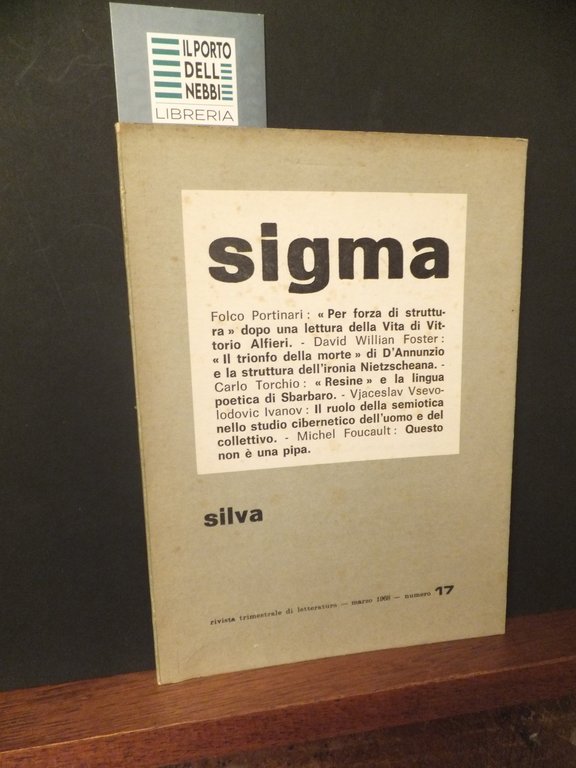 IL PORTO
DELLE
NEBBIE
LIBRERIA
sigma
Folco Portinari : « Per forza di struttu-
ra » dopo una lettura della Vita di Vit-
torio Alfieri. - David Willian Foster :
« Il trionfo della morte » di D'Annunzio
e la struttura dell'ironia Nietzscheana. -
Carlo Torchio : « Resine » e la lingua
poetica di Sbarbaro. - Vjaceslav Vsevo-
lodovic Ivanov : Il ruolo della semiotica
nello studio cibernetico dell'uomo e del
collettivo. - Michel Foucault : Questo
non è una pipa.
silva
rivista trimestrale di letteratura — marzo 1968 — numero 17